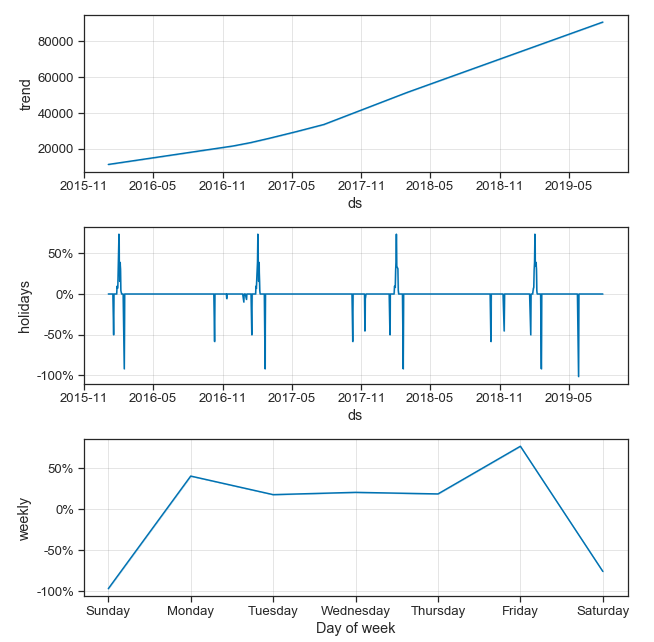 80000
60000
40000
20000
trend
2015-11 2016-05 2016-11 2017-05 2017-11 2018-05 2018-11 2019-05
ds
50%
0%
-50%
-100%
holidays
2015-11 2016-05 2016-11 2017-05 2017-11 2018-05 2018-11 2019-05
ds
50%
0%
-50%
-100%
weekly
Sunday Monday Tuesday Wednesday Thursday Friday Saturday
Day of week